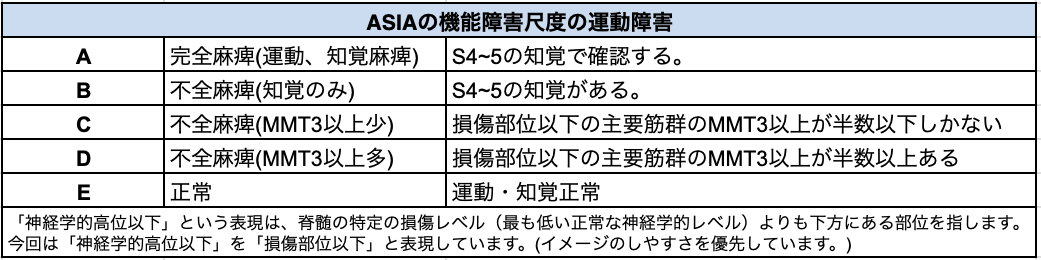 ASIAの機能障害尺度の運動障害
A 完全麻痺(運動、知覚麻痺) S4~5の知覚で確認する。
B 不全麻痺(知覚のみ) S4~5の知覚がある。
C 不全麻痺(MMT3以上少) 損傷部位以下の主要筋群のMMT3以上が半数以下しかない
D 不全麻痺(MMT3以上多) 損傷部位以下の主要筋群のMMT3以上が半数以上ある
E 正常 運動・知覚正常
「神経学的高位以下」という表現は、脊髄の特定の損傷レベル（最も低い正常な神経学的レベル）よりも下方にある部位を指します。
今回は「神経学的高位以下」を「損傷部位以下」と表現しています。(イメージのしやすさを優先しています。)